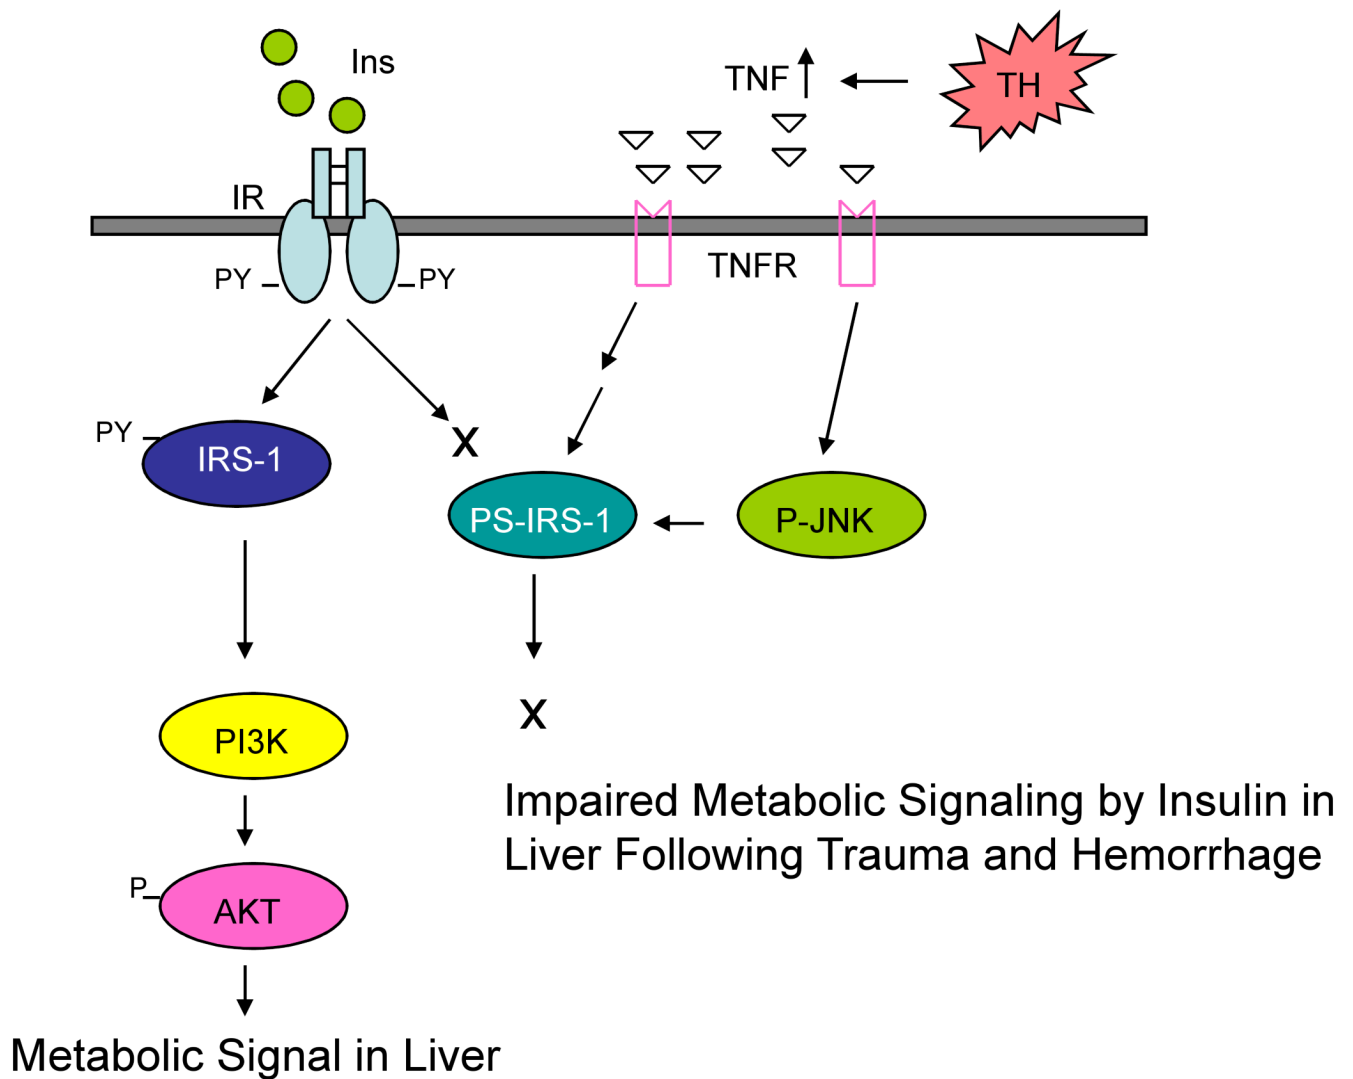 Ins
TNF
TH
IR
TNFR
PY
PY
PY
IRS-1
X
PS-IRS-1
P-JNK
X
PI3K
Impaired Metabolic Signaling by Insulin in
Liver Following Trauma and Hemorrhage
P
AKT
Metabolic Signal in Liver